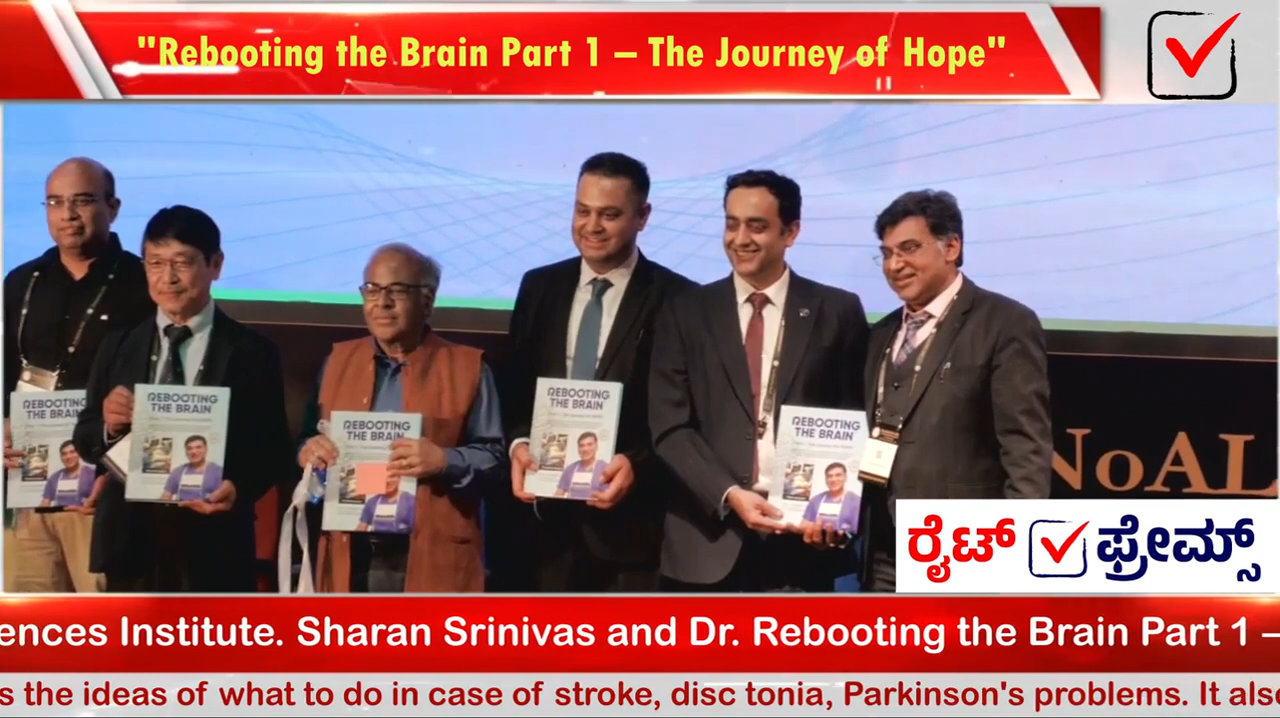 "Rebooting the Brain Part 1 – The Journey of Hope"
REBOOTING
THE BRAIN
REBOOTING
THE BRAIN
REBOOTING
THE BRAIN
REBOOTING
THE BRAIN
REBOOTING
THE BRAIN
NoAL
ರೈಟ್ ಫ್ರೇಮ್ಸ್
ences Institute. Sharan Srinivas and Dr. Rebooting the Brain Part 1 –
s the ideas of what to do in case of stroke, disc tonia, Parkinson's problems. It also